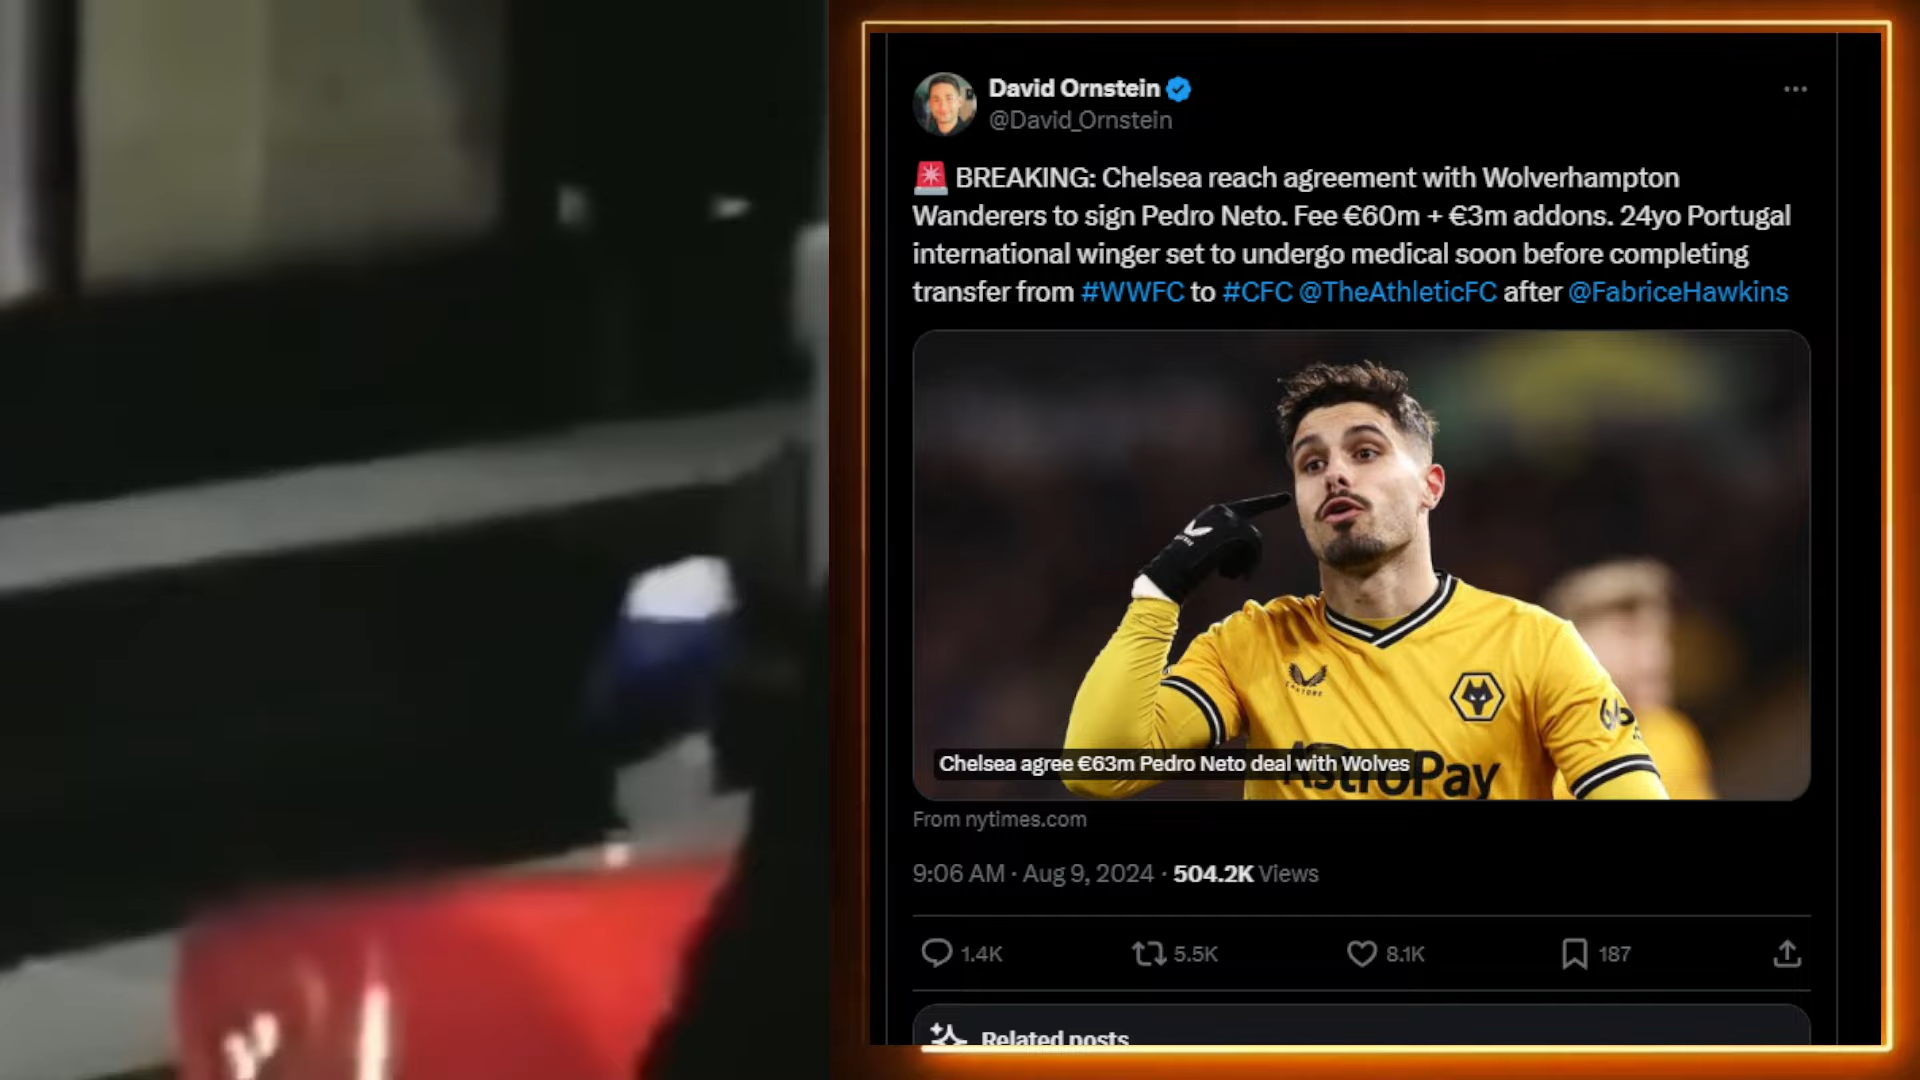 David Ornstein
@David_Ornstein
BREAKING: Chelsea reach agreement with Wolverhampton
Wanderers to sign Pedro Neto. Fee €60m + €3m addons. 24yo Portugal
international winger set to undergo medical soon before completing
transfer from #WWFC to #CFC @TheAthleticFC after @FabriceHawkins
CASTORE
AstroPay
Chelsea agree €63m Pedro Neto deal with Wolves
From nytimes.com
9:06 AM · Aug 9, 2024 · 504.2K Views
1.4K 5.5K 8.1K 187
Related posts